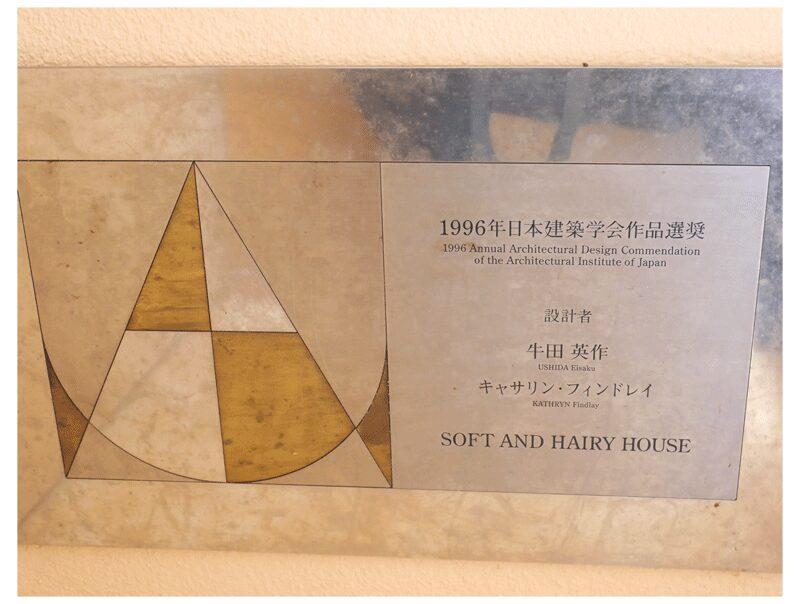 1996年日本建築学会作品選奨
1996 Annual Architectural Design Commendation
of the Architectural Institute of Japan
設計者
牛田 英作
USHIDA Eisaku
キャサリン・フィンドレイ
KATHRYN Findlay
SOFT AND HAIRY HOUSE